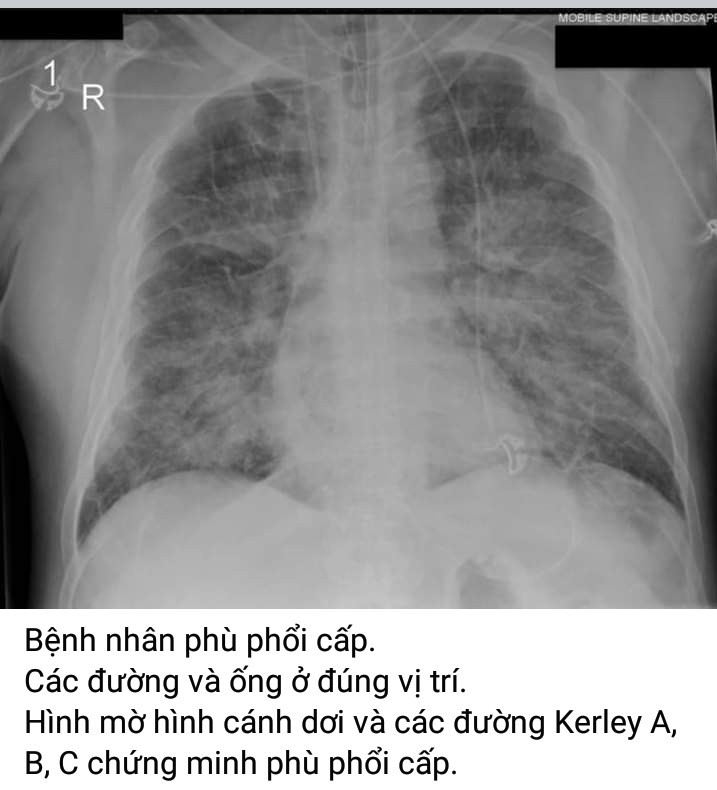 MOBILE SUPINE LANDSCAPE
1
R
Bệnh nhân phù phổi cấp.
Các đường và ống ở đúng vị trí.
Hình mờ hình cánh dơi và các đường Kerley A,
B, C chứng minh phù phổi cấp.